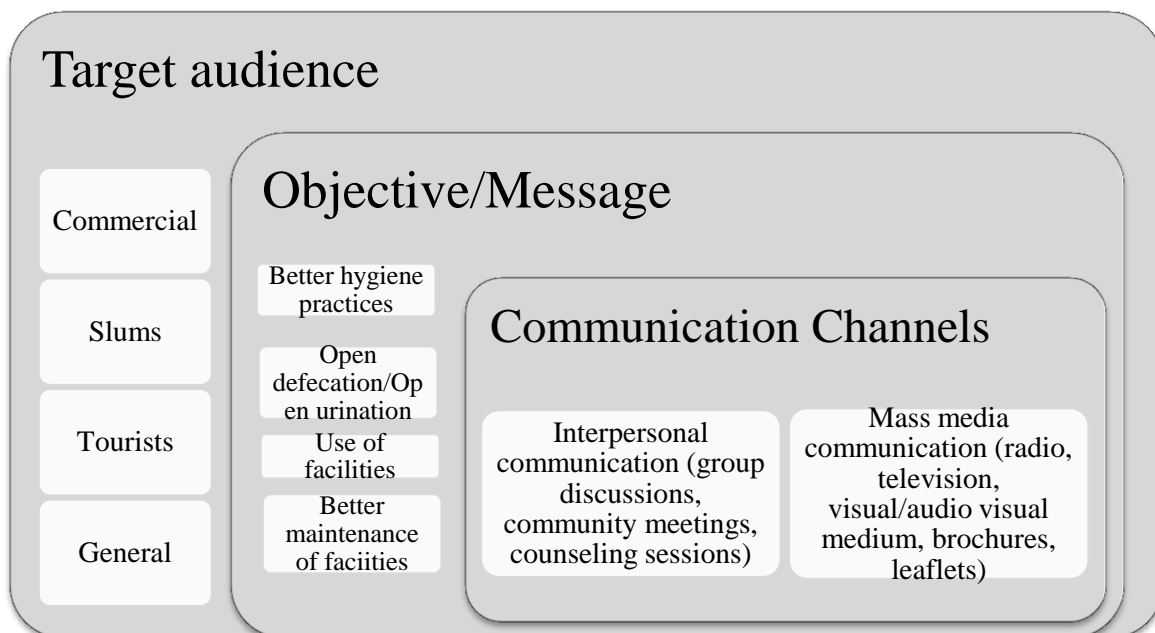 Target audience
Commercial
Slums
Tourists
General
Objective/Message
Better hygiene
practices
Open
defecation/Op
en urination
Use of
facilities
Better
maintenance
of faciities
Communication Channels
Interpersonal
communication (group
discussions,
community meetings,
counseling sessions)
Mass media
communication (radio,
television,
visual/audio visual
medium, brochures,
leaflets)